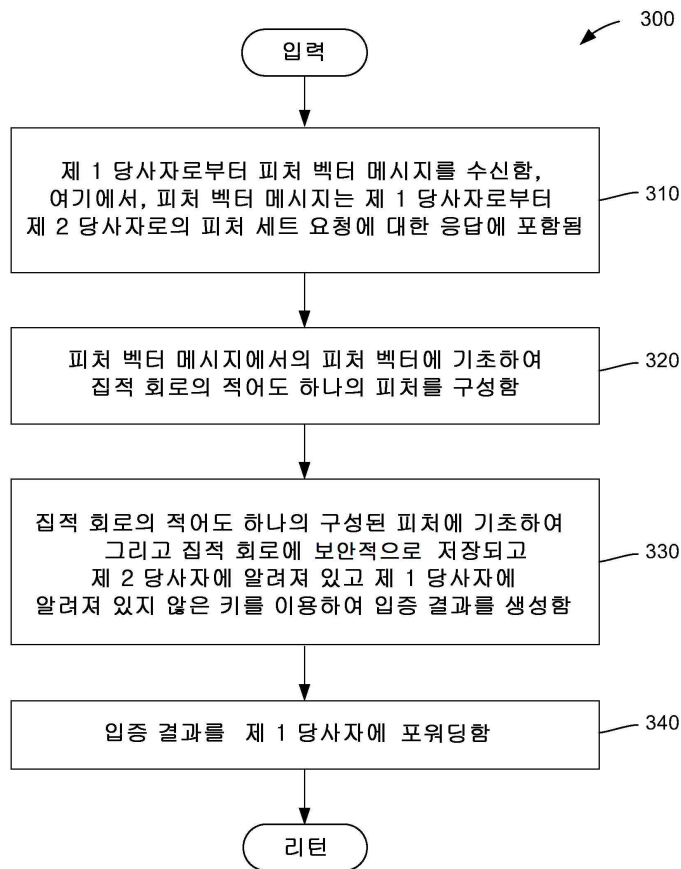 300
입력
제 1 당사자로부터 피처 벡터 메시지를 수신함,
여기에서, 피처 벡터 메시지는 제 1 당사자로부터
제 2 당사자로의 피처 세트 요청에 대한 응답에 포함됨
310
피처 벡터 메시지에서의 피처 벡터에 기초하여
집적 회로의 적어도 하나의 피처를 구성함
320
집적 회로의 적어도 하나의 구성된 피처에 기초하여
그리고 집적 회로에 보안적으로 저장되고
제 2 당사자에 알려져 있고 제 1 당사자에
알려져 있지 않은 키를 이용하여 입증 결과를 생성함
330
입증 결과를 제 1 당사자에 포워딩함
340
리턴